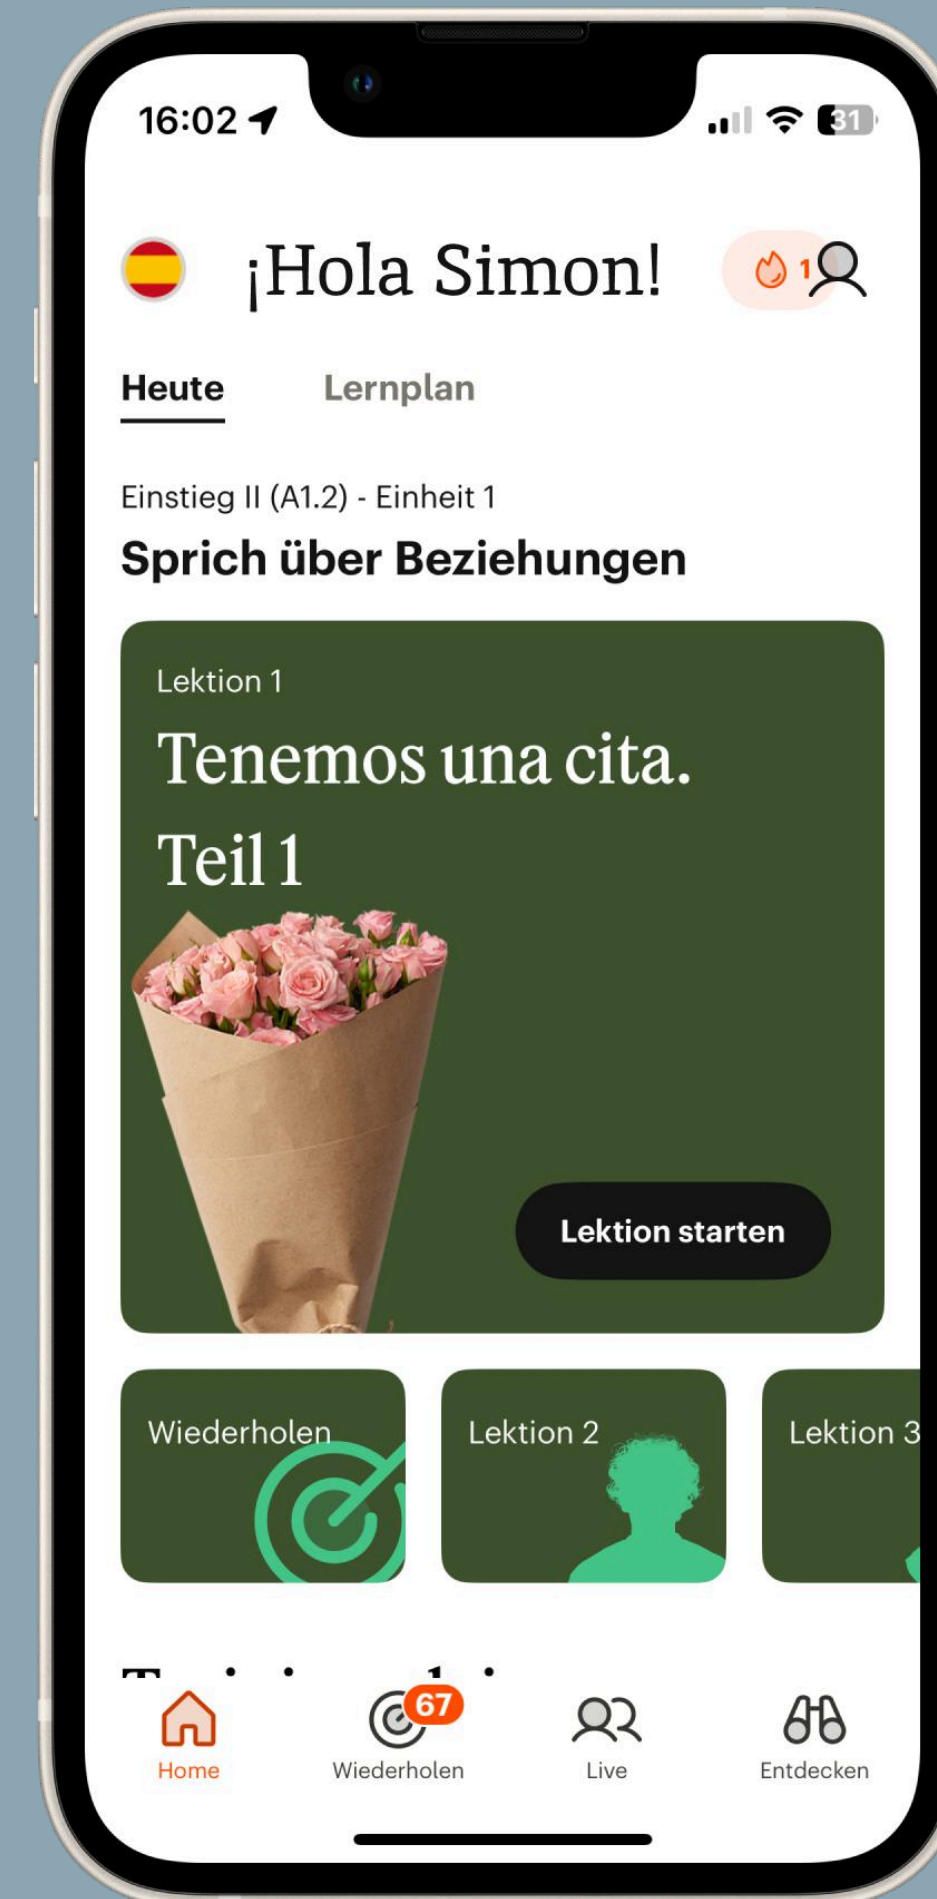 16:02
31
¡Hola Simon!
1
Heute
Lernplan
Einstieg II (A1.2) - Einheit 1
Sprich über Beziehungen
Lektion 1
Tenemos una cita.
Teil 1
Lektion starten
Wiederholen
Lektion 2
Lektion 3
67
Home
Wiederholen
Live
Entdecken